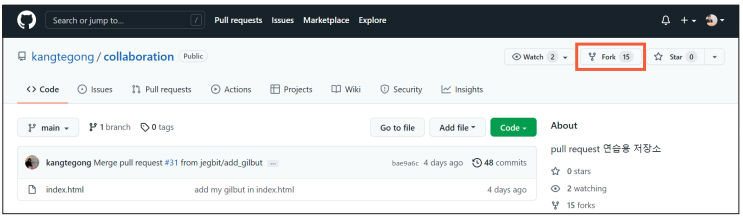 Search or jump to... / Pull requests Issues Marketplace Explore
kangtegong / collaboration Public Watch 2 Fork 15 Star 0
Code Issues Pull requests Actions Projects Wiki Security Insights
main 1 branch 0 tags Go to file Add file Code About
pull request 연습용 저장소
kangtegong Merge pull request #31 from jegbit/add_gilbut ... bae9a6c 4 days ago 48 commits
0 stars
index.html add my gilbut in index.html 4 days ago
2 watching
15 forks